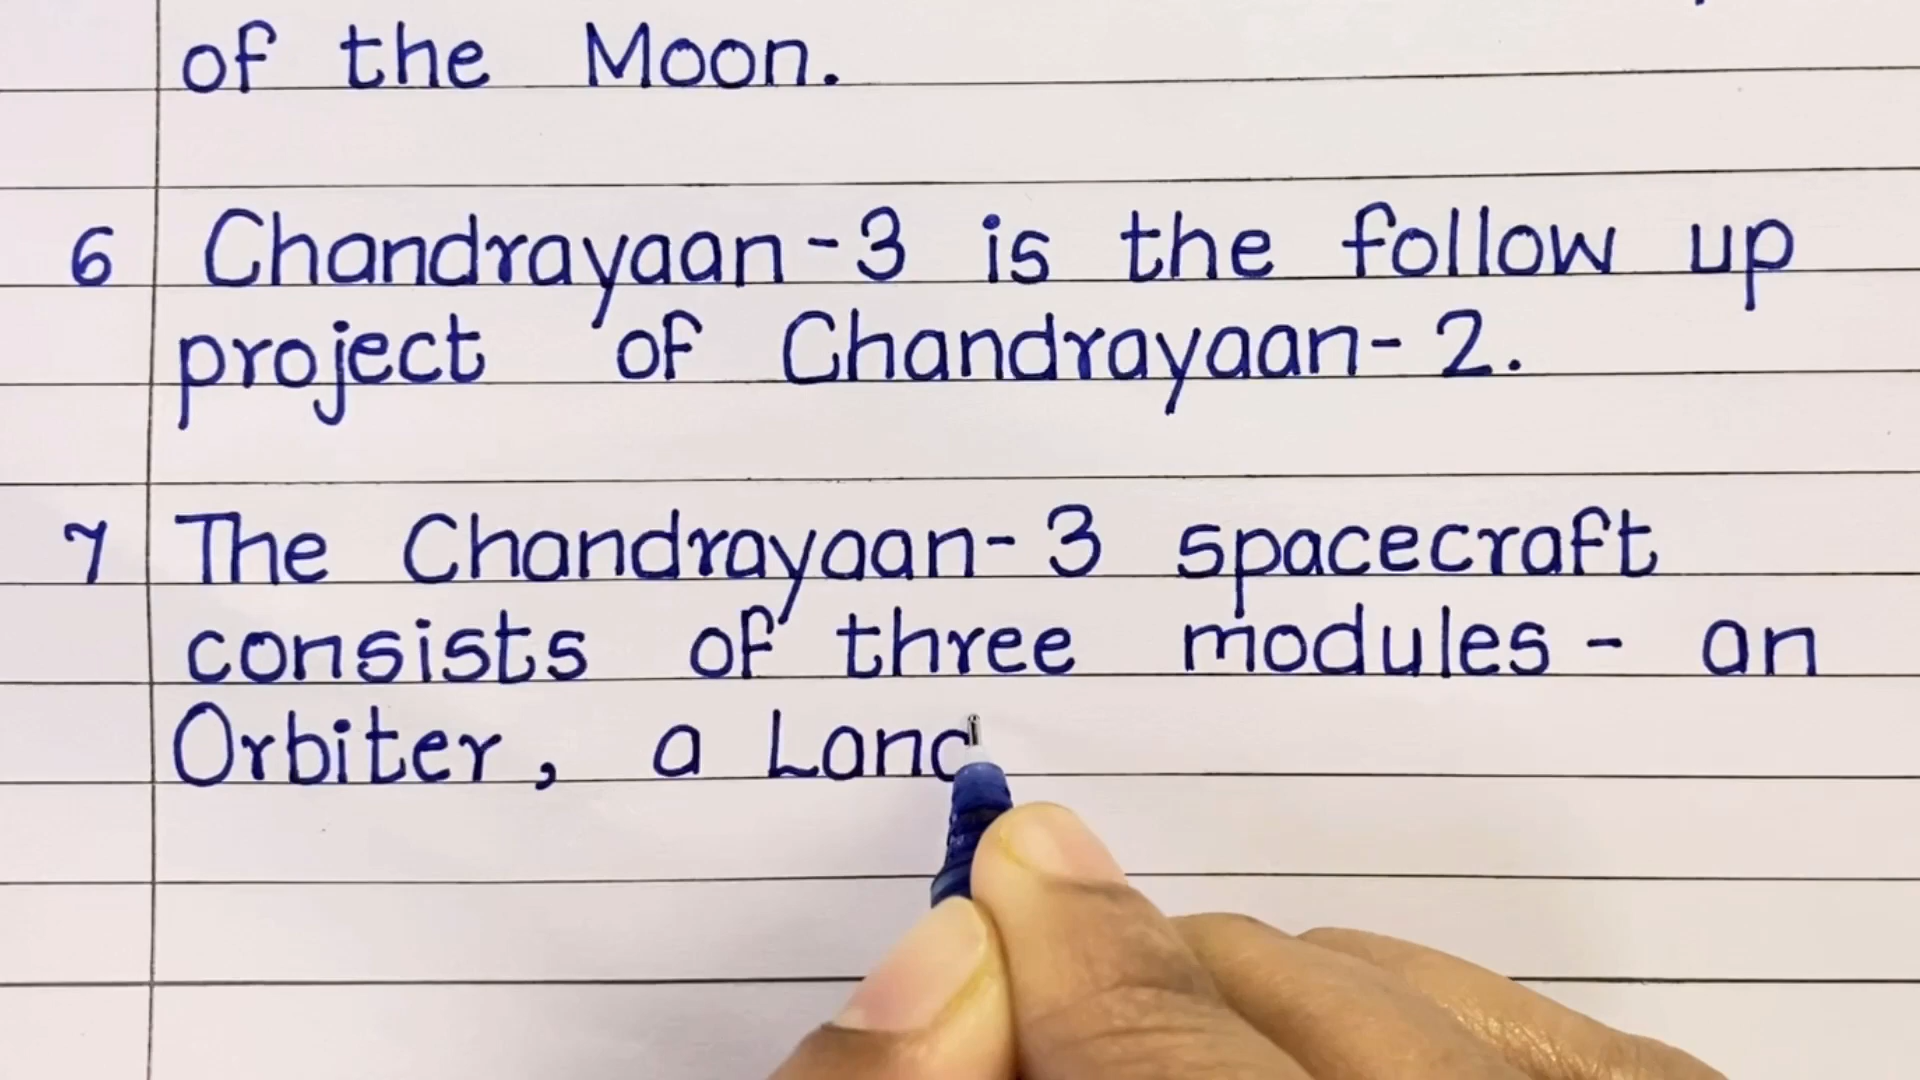 of the Moon.
6 Chandrayaan-3 is the follow up
project of Chandrayaan-2.
7 The Chandrayaan-3 spacecraft
consists of three modules - an
Orbiter, a Lan